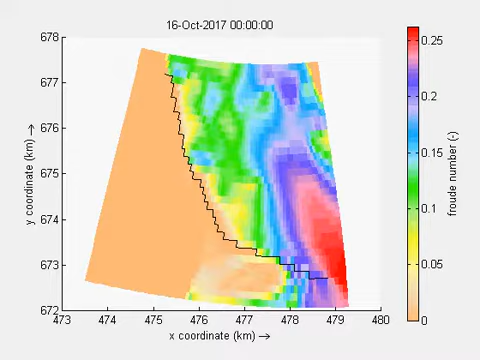 16-Oct-2017 00:00:00
678
677
676
675
674
673
672
y coordinate (km) →
473 474 475 476 477 478 479 480
x coordinate (km) →
0.25
0.2
0.15
0.1
0.05
0
froude number (-)